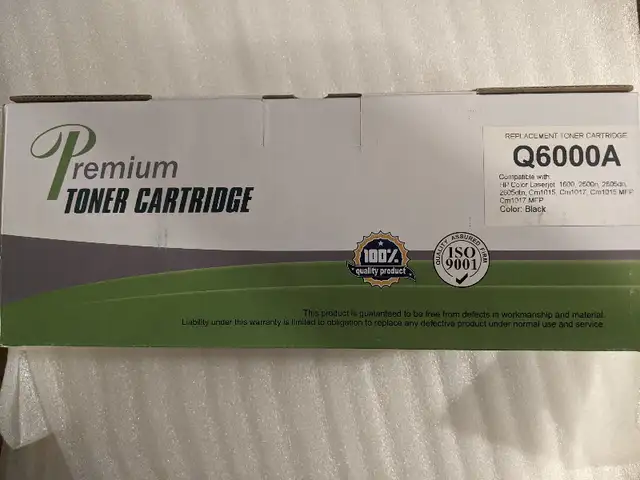 Premium
TONER CARTRIDGE
REPLACEMENT TONER CARTRIDGE
Q6000A
Compatible with
HP Color Laserjet 1600, 2600n, 2605dn,
2605dtn, Cm1015, Cm1017, Cm1015 MFP
Cm1017 MFP
Color: Black
100%
quality product
QUALITY ASSURED FIRM
ISO
9001
This product is guaranteed to be free from defects in workmanship and material.
Liability under this warranty is limited to obligation to replace any defective product under normal use and service